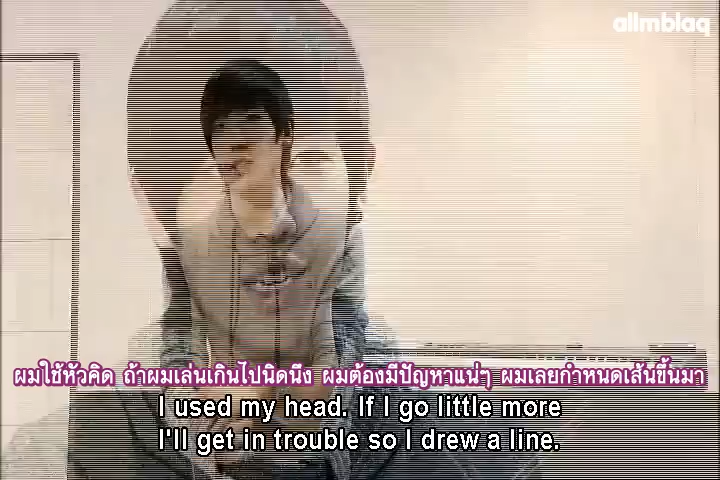 allmblaq
ผมใช้หัวคิด ถ้าผมเล่นเกินไปนิดนึง ผมต้องมีปัญหาแน่ๆ ผมเลยกำหนดเส้นขึ้นมา
I used my head. If I go little more
I'll get in trouble so I drew a line.